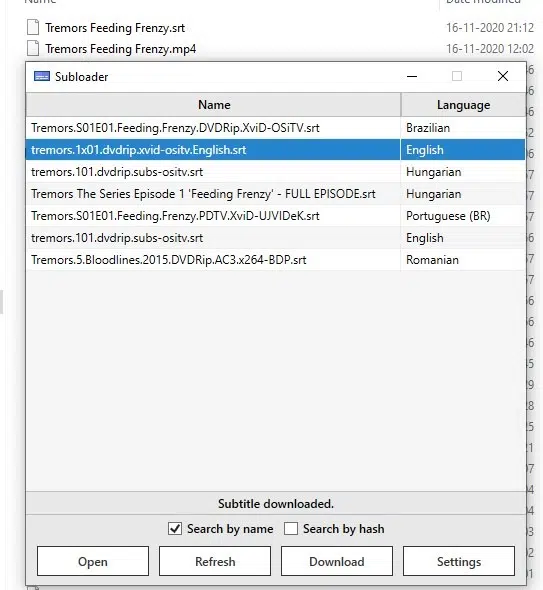 Name Date modified
Tremors Feeding Frenzy.srt 16-11-2020 21:12
Tremors Feeding Frenzy.mp4 16-11-2020 12:02
Subloader
Name Language
Tremors.S01E01.Feeding.Frenzy.DVDRip.XviD-OSiTV.srt Brazilian
tremors.1x01.dvdrip.xvid-ositv.English.srt English
tremors.101.dvdrip.subs-ositv.srt Hungarian
Tremors The Series Episode 1 'Feeding Frenzy' - FULL EPISODE.srt Hungarian
Tremors.S01E01.Feeding.Frenzy.PDTV.XviD-UJVIDeK.srt Portuguese (BR)
tremors.101.dvdrip.subs-ositv.srt English
Tremors.5.Bloodlines.2015.DVDRip.AC3.x264-BDP.srt Romanian
Subtitle downloaded.
Search by name Search by hash
Open Refresh Download Settings